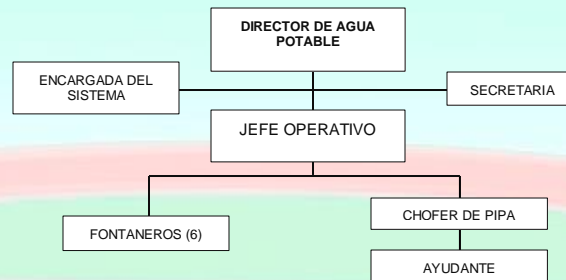 DIRECTOR DE AGUA
POTABLE
ENCARGADA DEL
SISTEMA
SECRETARIA
JEFE OPERATIVO
FONTANEROS (6)
CHOFER DE PIPA
AYUDANTE